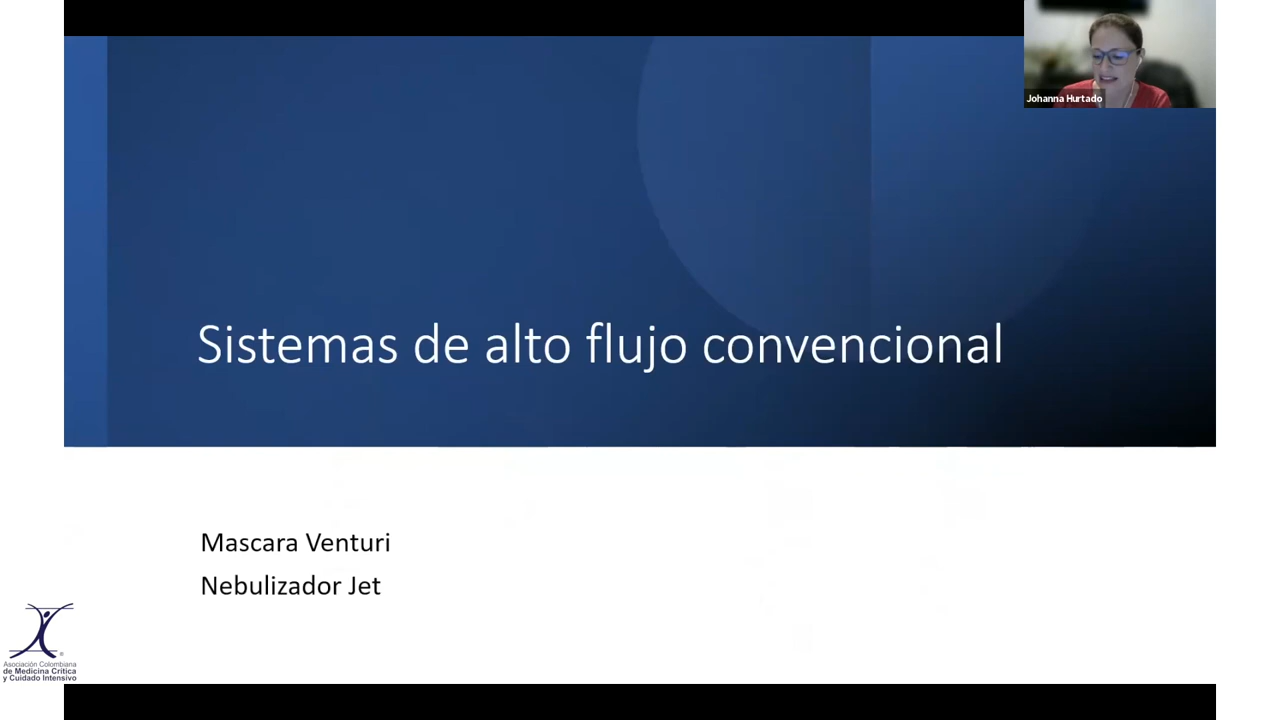 Johanna Hurtado
Sistemas de alto flujo convencional
Mascara Venturi
Nebulizador Jet
Asociación Colombiana
de Medicina Crítica
y Cuidado Intensivo